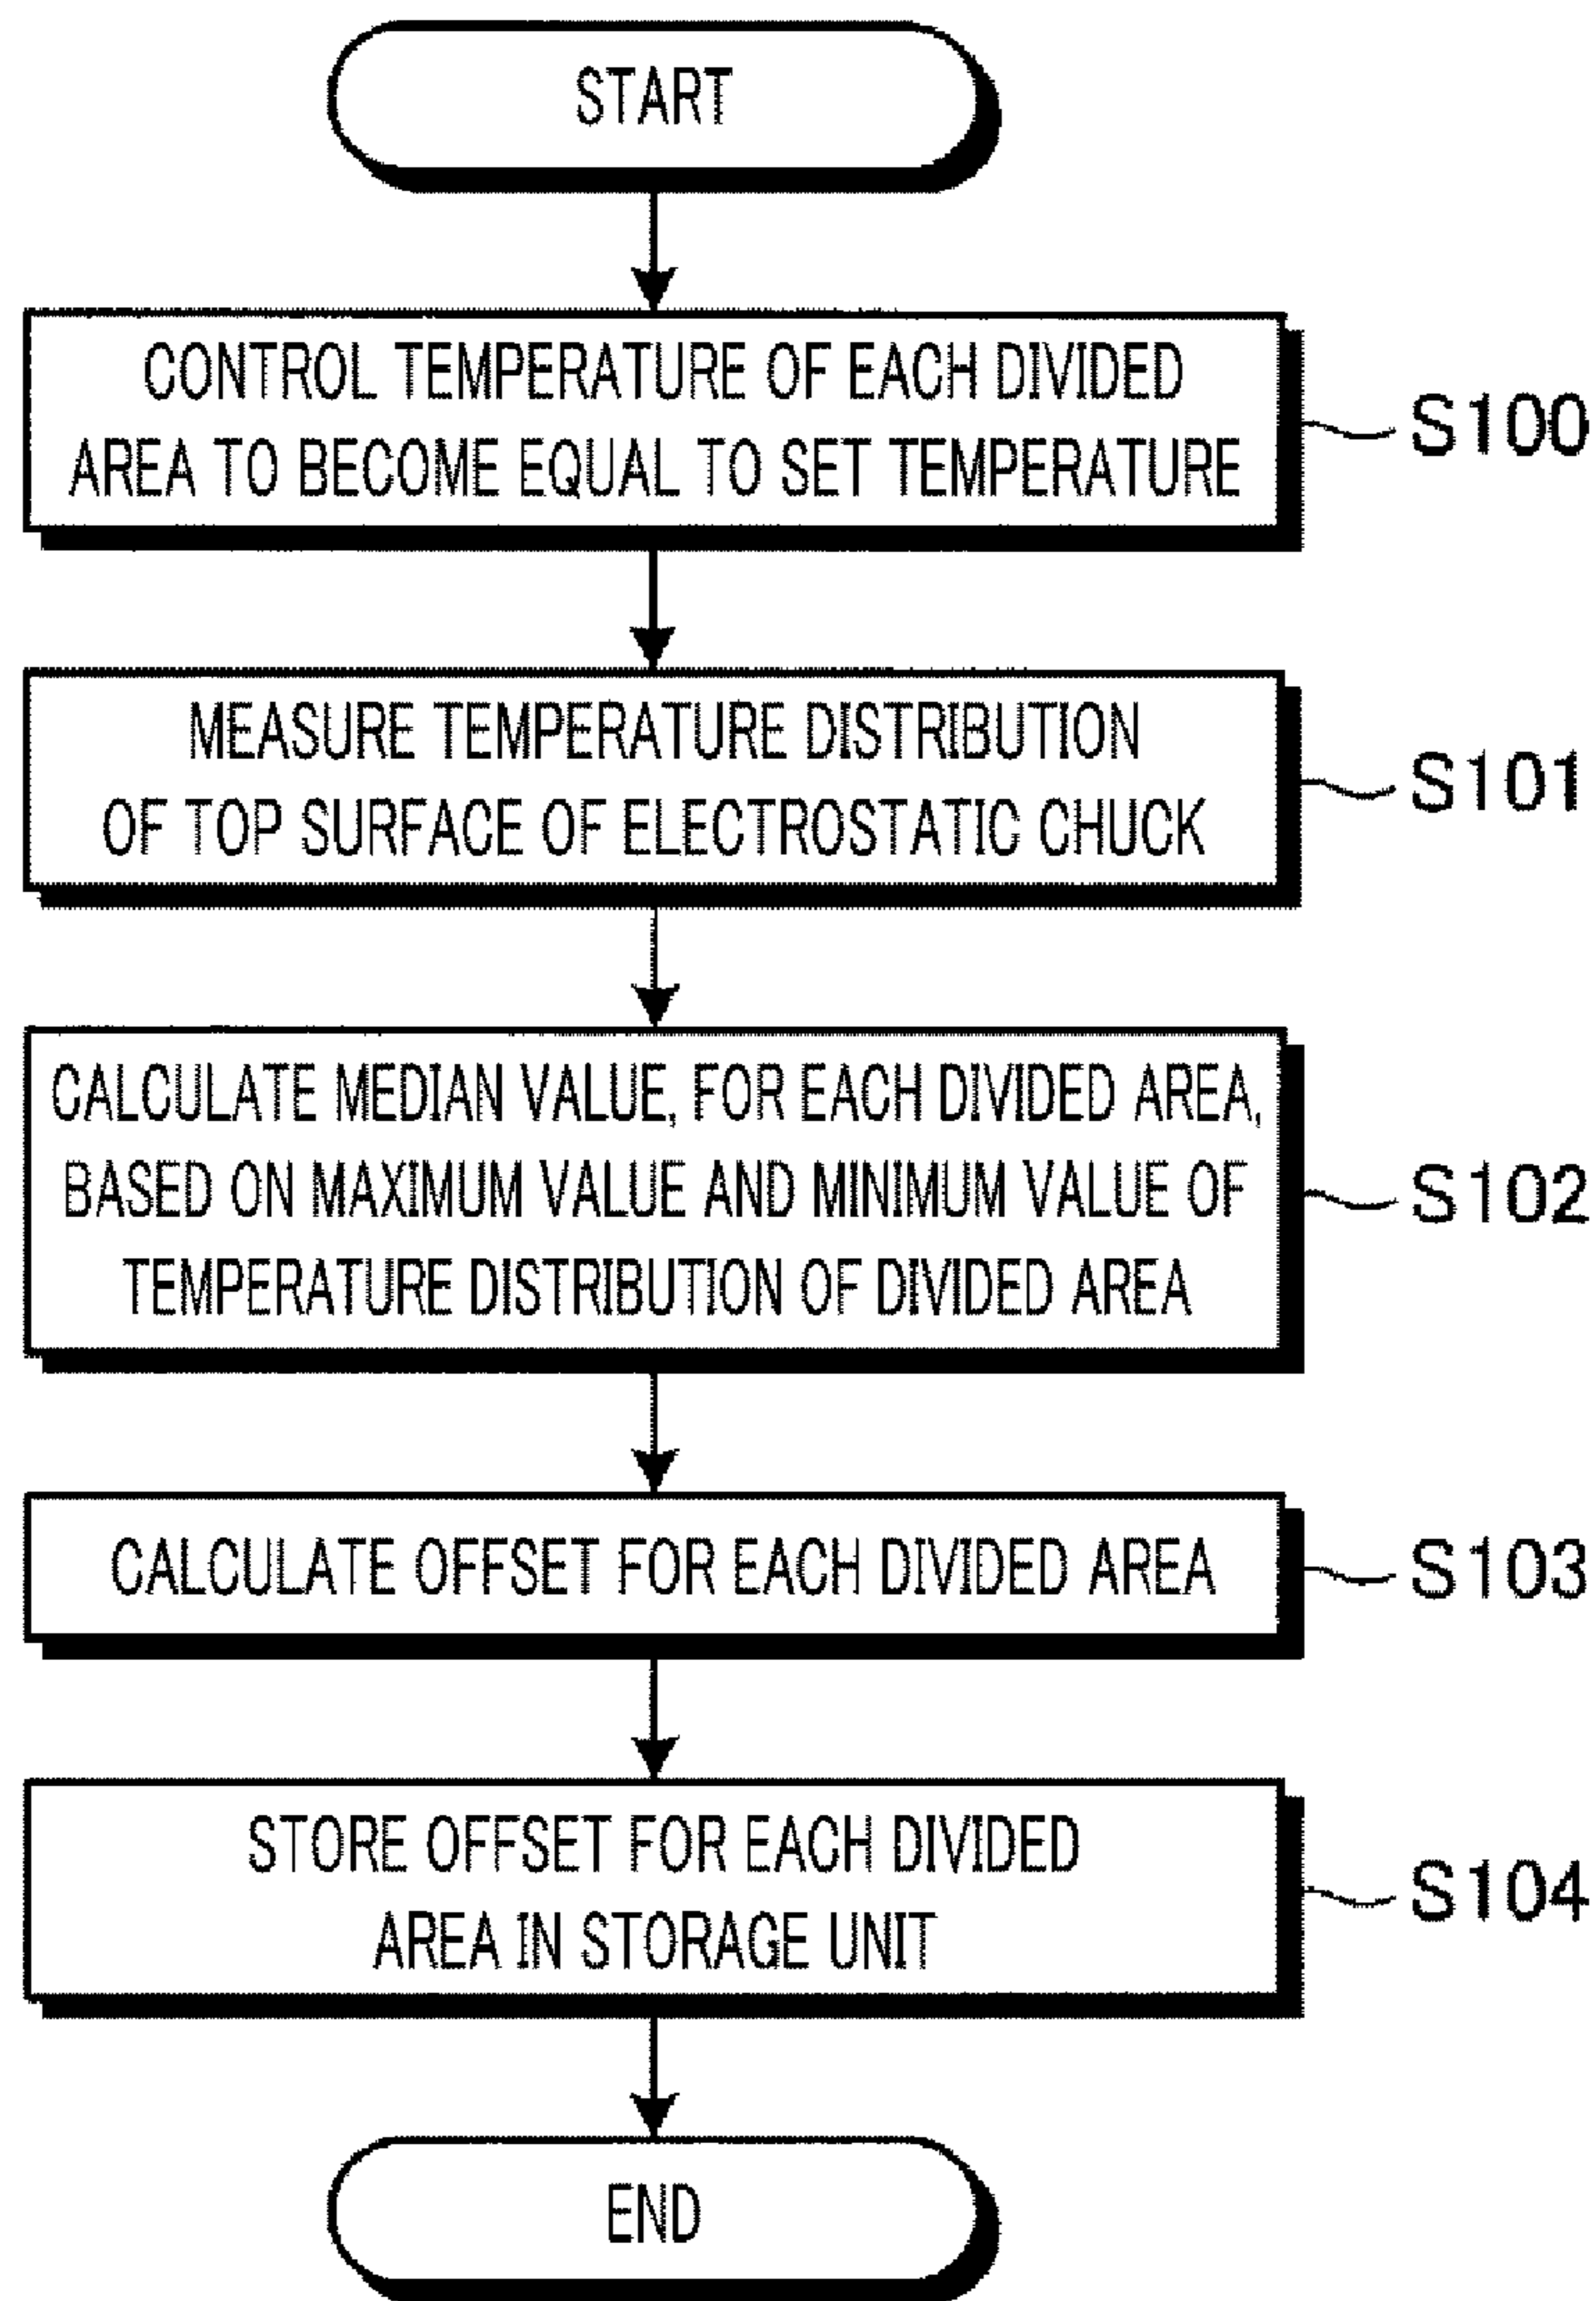 START
CONTROL TEMPERATURE OF EACH DIVIDED
AREA TO BECOME EQUAL TO SET TEMPERATURE
S100
MEASURE TEMPERATURE DISTRIBUTION
OF TOP SURFACE OF ELECTROSTATIC CHUCK
S101
CALCULATE MEDIAN VALUE, FOR EACH DIVIDED AREA,
BASED ON MAXIMUM VALUE AND MINIMUM VALUE OF
TEMPERATURE DISTRIBUTION OF DIVIDED AREA
S102
CALCULATE OFFSET FOR EACH DIVIDED AREA
S103
STORE OFFSET FOR EACH DIVIDED
AREA IN STORAGE UNIT
S104
END